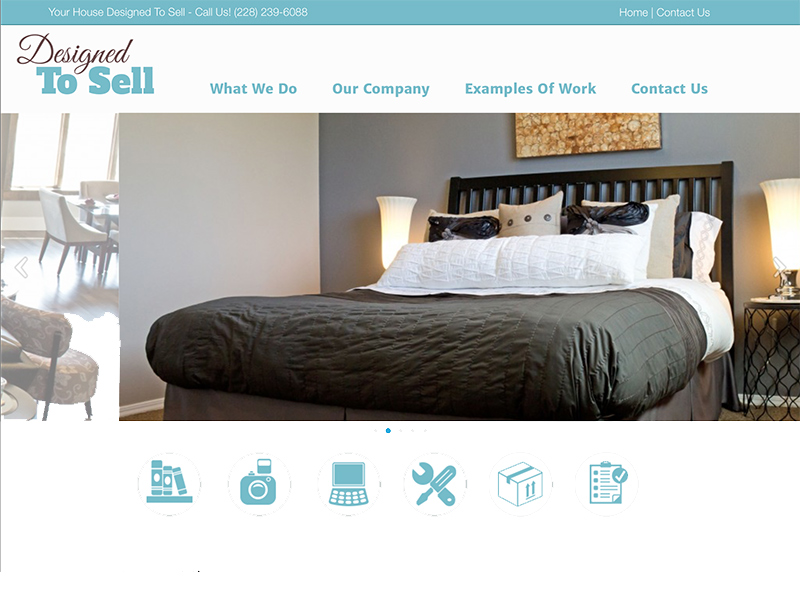 Your House Designed To Sell - Call Us! (228) 239-6088
Home | Contact Us
Designed
To Sell
What We Do
Our Company
Examples Of Work
Contact Us